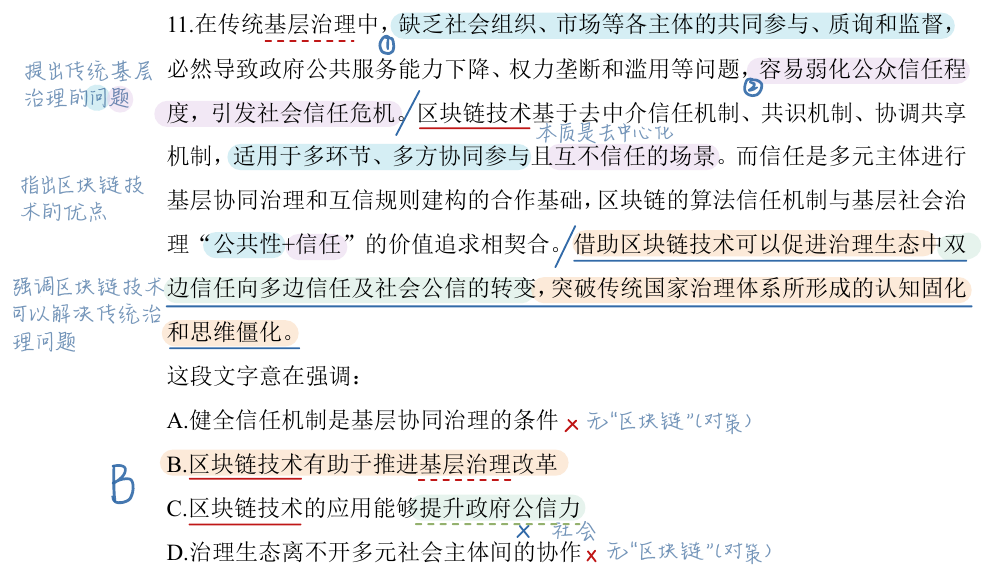 11.在传统基层治理中，缺乏社会组织、市场等各主体的共同参与、质询和监督，
①
提出传统基层
治理的问题
必然导致政府公共服务能力下降、权力垄断和滥用等问题，容易弱化公众信任程
②
度，引发社会信任危机。区块链技术基于去中介信任机制、共识机制、协调共享
本质是去中心化
机制，适用于多环节、多方协同参与且互不信任的场景。而信任是多元主体进行
指出区块链技
术的优点
基层协同治理和互信规则建构的合作基础，区块链的算法信任机制与基层社会治
理“公共性+信任”的价值追求相契合。借助区块链技术可以促进治理生态中双
强调区块链技术
可以解决传统治
理问题
边信任向多边信任及社会公信的转变，突破传统国家治理体系所形成的认知固化
和思维僵化。
这段文字意在强调：
A.健全信任机制是基层协同治理的条件 × 无“区块链”（对策）
B.区块链技术有助于推进基层治理改革
B
C.区块链技术的应用能够提升政府公信力
× 社会
D.治理生态离不开多元社会主体间的协作 × 无“区块链”（对策）